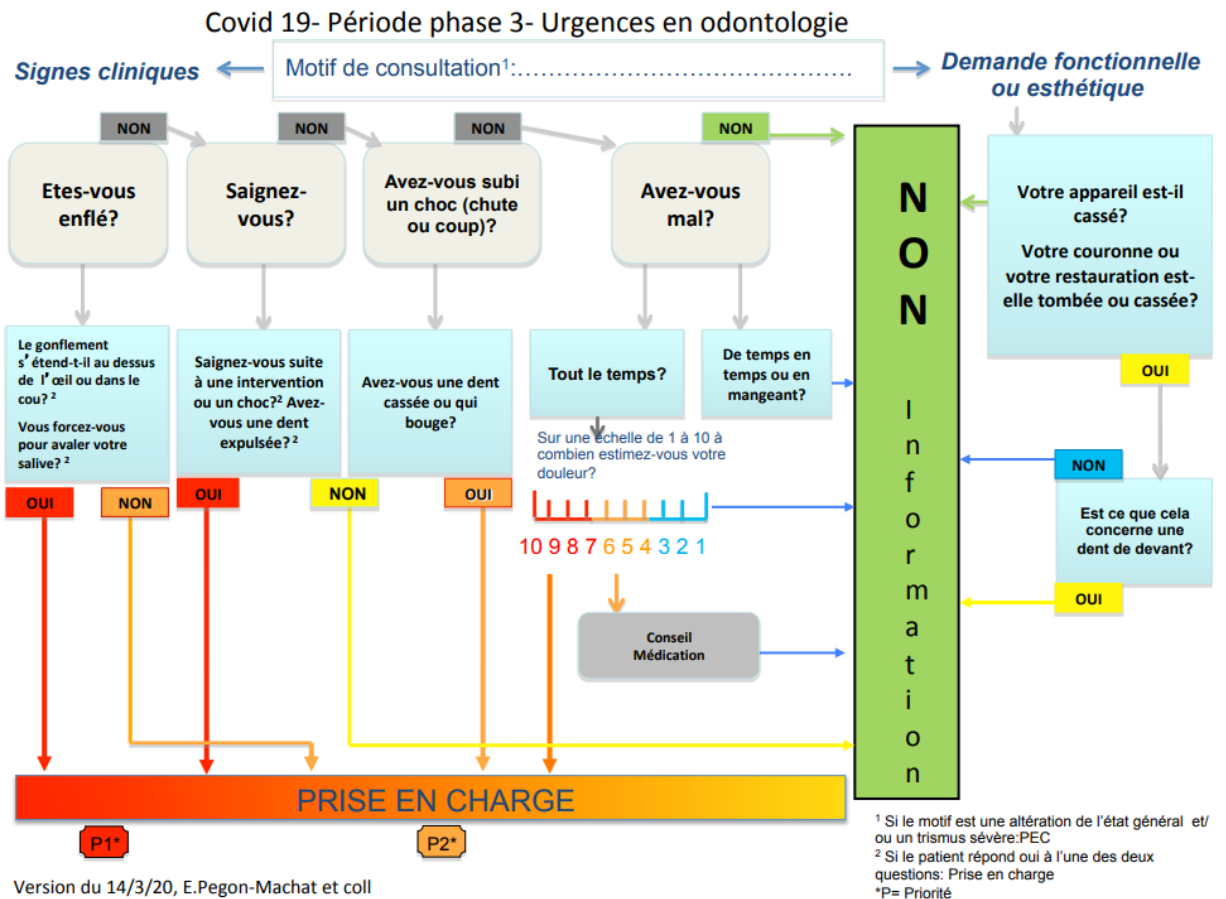 Covid 19- Période phase 3- Urgences en odontologie
Signes cliniques
Motif de consultation¹:…………………………………………
Demande fonctionnelle
ou esthétique
NON
NON
NON
NON
Etes-vous
enflé?
Saignez-
vous?
Avez-vous subi
un choc (chute
ou coup)?
Avez-vous
mal?
N
O
N
I
n
f
o
r
m
a
t
i
o
n
Votre appareil est-il
cassé?
Votre couronne ou
votre restauration est-
elle tombée ou cassée?
OUI
Le gonflement
s’étend-t-il au dessus
de l’œil ou dans le
cou? ²
Vous forcez-vous
pour avaler votre
salive? ²
Saignez-vous suite
à une intervention
ou un choc?² Avez-
vous une dent
expulsée? ²
Avez-vous une dent
cassée ou qui
bouge?
Tout le temps?
De temps en
temps ou en
mangeant?
Sur une échelle de 1 à 10 à
combien estimez-vous votre
douleur?
10 9 8 7 6 5 4 3 2 1
OUI
NON
OUI
NON
OUI
NON
Est ce que cela
concerne une
dent de devant?
OUI
Conseil
Médication
PRISE EN CHARGE
P1*
P2*
Version du 14/3/20, E.Pegon-Machat et coll
¹ Si le motif est une altération de l’état général et/
ou un trismus sévère:PEC
² Si le patient répond oui à l’une des deux
questions: Prise en charge
*P= Priorité